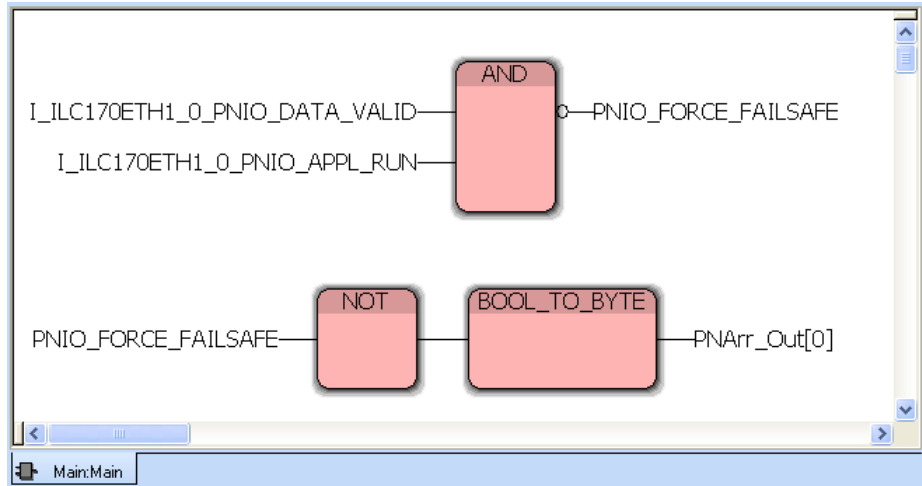 AND
I_ILC170ETH1_0_PNIO_DATA_VALID
PNIO_FORCE_FAILSAFE
I_ILC170ETH1_0_PNIO_APPL_RUN
NOT
BOOL_TO_BYTE
PNIO_FORCE_FAILSAFE
PNArr_Out[0]
Main:Main